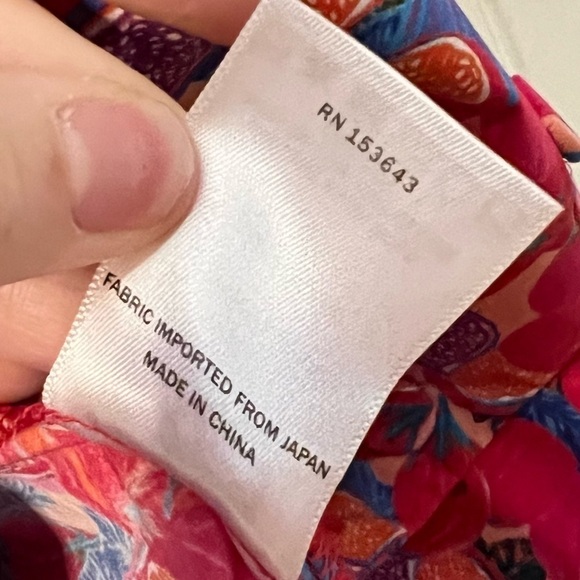 RN 153643
FABRIC IMPORTED FROM JAPAN
MADE IN CHINA